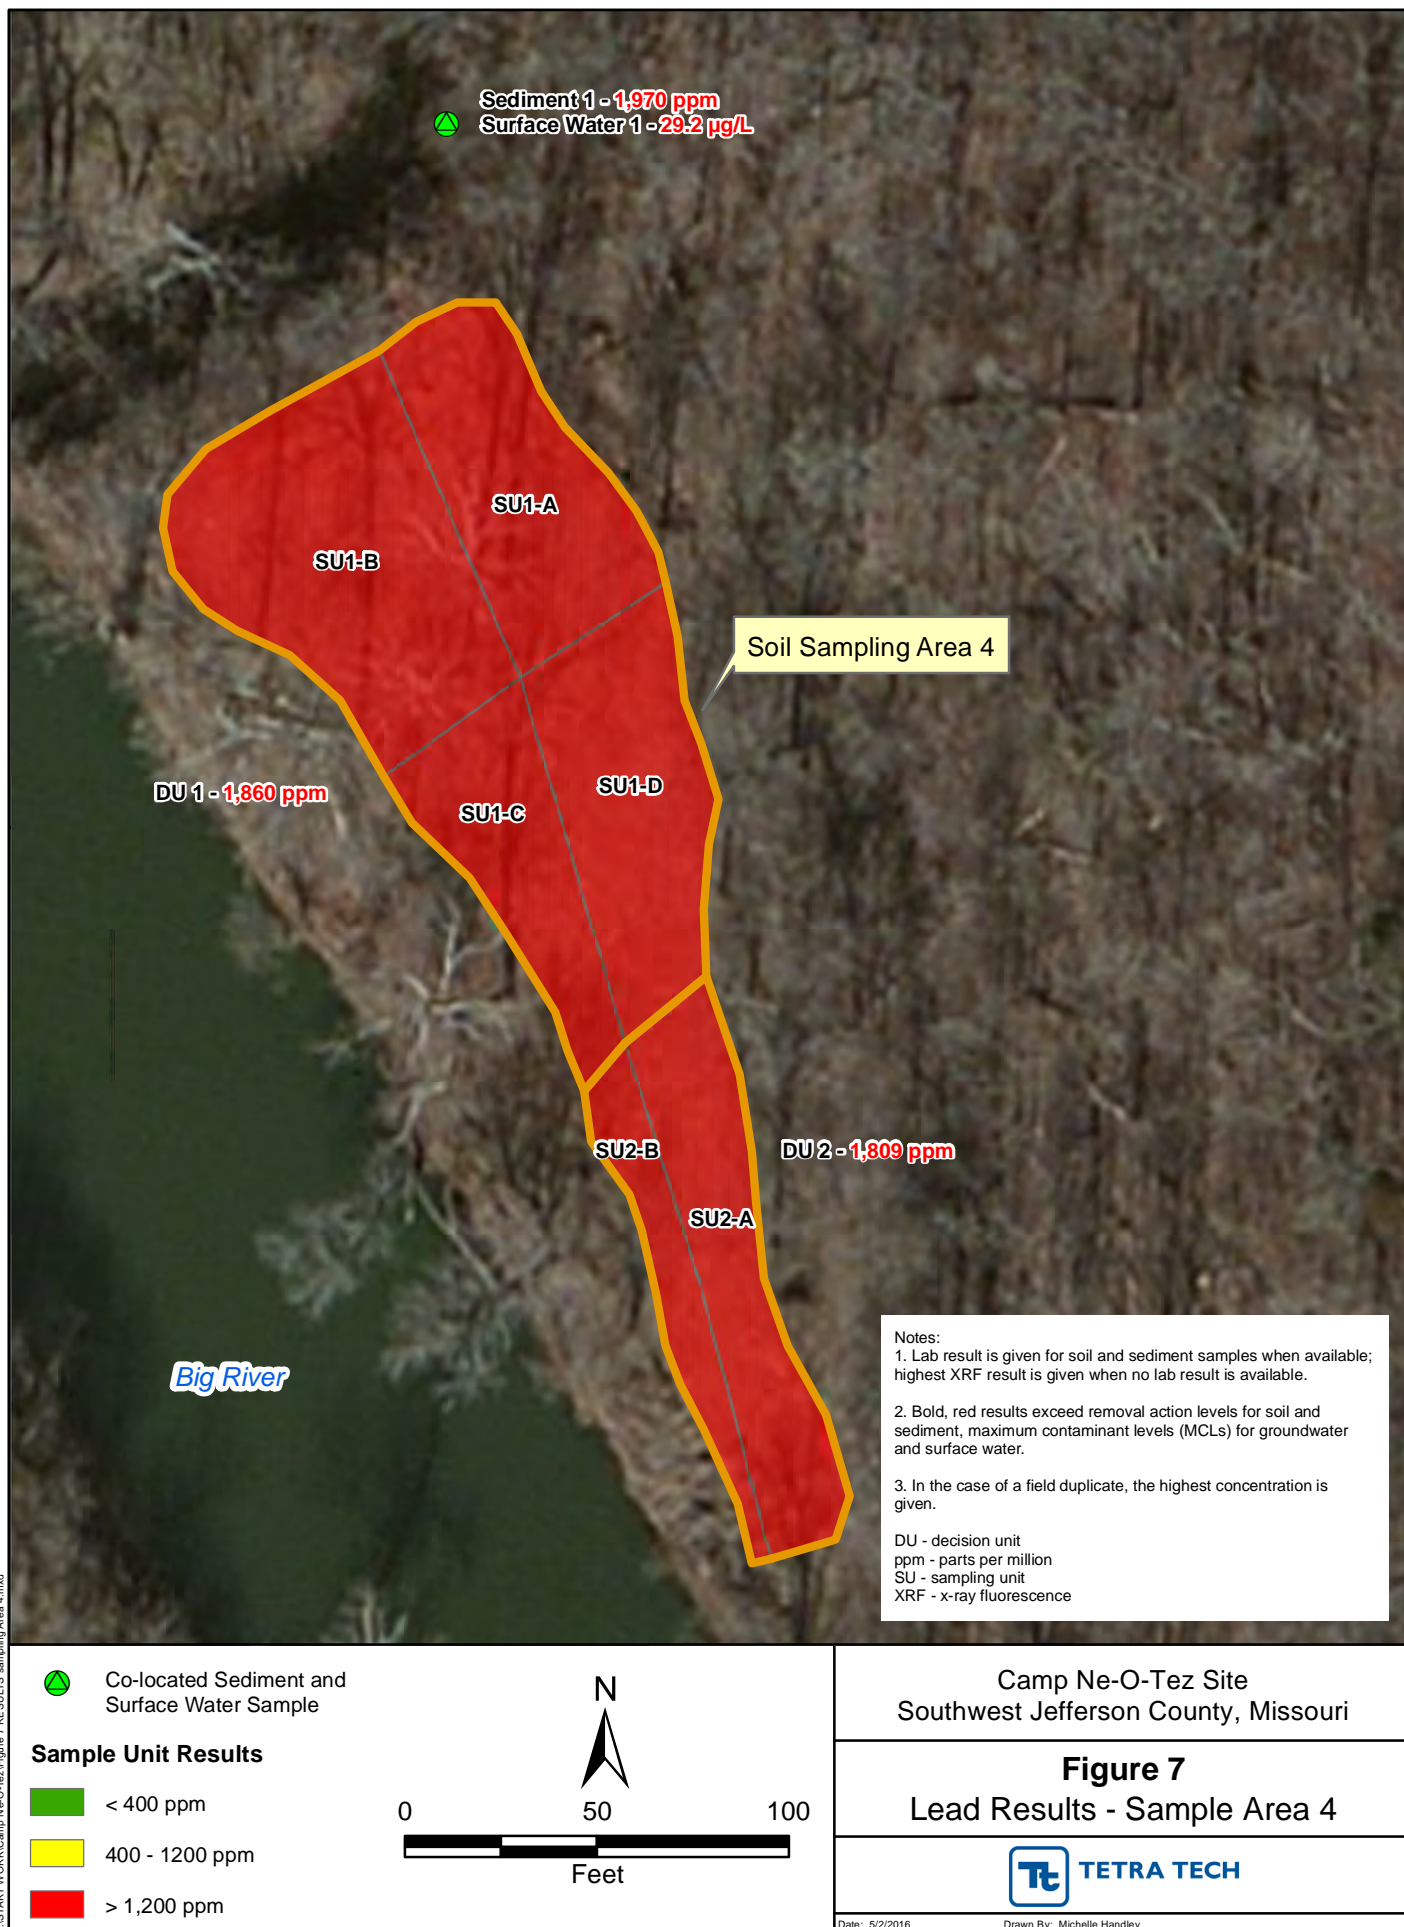 Sediment 1 - 1,970 ppm
Surface Water 1 - 29.2 µg/L
SU1-A
SU1-B
Soil Sampling Area 4
SU1-D
DU 1 - 1,860 ppm
SU1-C
SU2-B
DU 2 - 1,809 ppm
SU2-A
Big River
Notes:
1. Lab result is given for soil and sediment samples when available;
highest XRF result is given when no lab result is available.
2. Bold, red results exceed removal action levels for soil and
sediment, maximum contaminant levels (MCLs) for groundwater
and surface water.
3. In the case of a field duplicate, the highest concentration is
given.
DU - decision unit
ppm - parts per million
SU - sampling unit
XRF - x-ray fluorescence
Co-located Sediment and
Surface Water Sample
Sample Unit Results
< 400 ppm
400 - 1200 ppm
> 1,200 ppm
N
0 50 100
Feet
Camp Ne-O-Tez Site
Southwest Jefferson County, Missouri
Figure 7
Lead Results - Sample Area 4
Tt TETRA TECH
Date: 5/2/2016 Drawn By: Michelle Handley